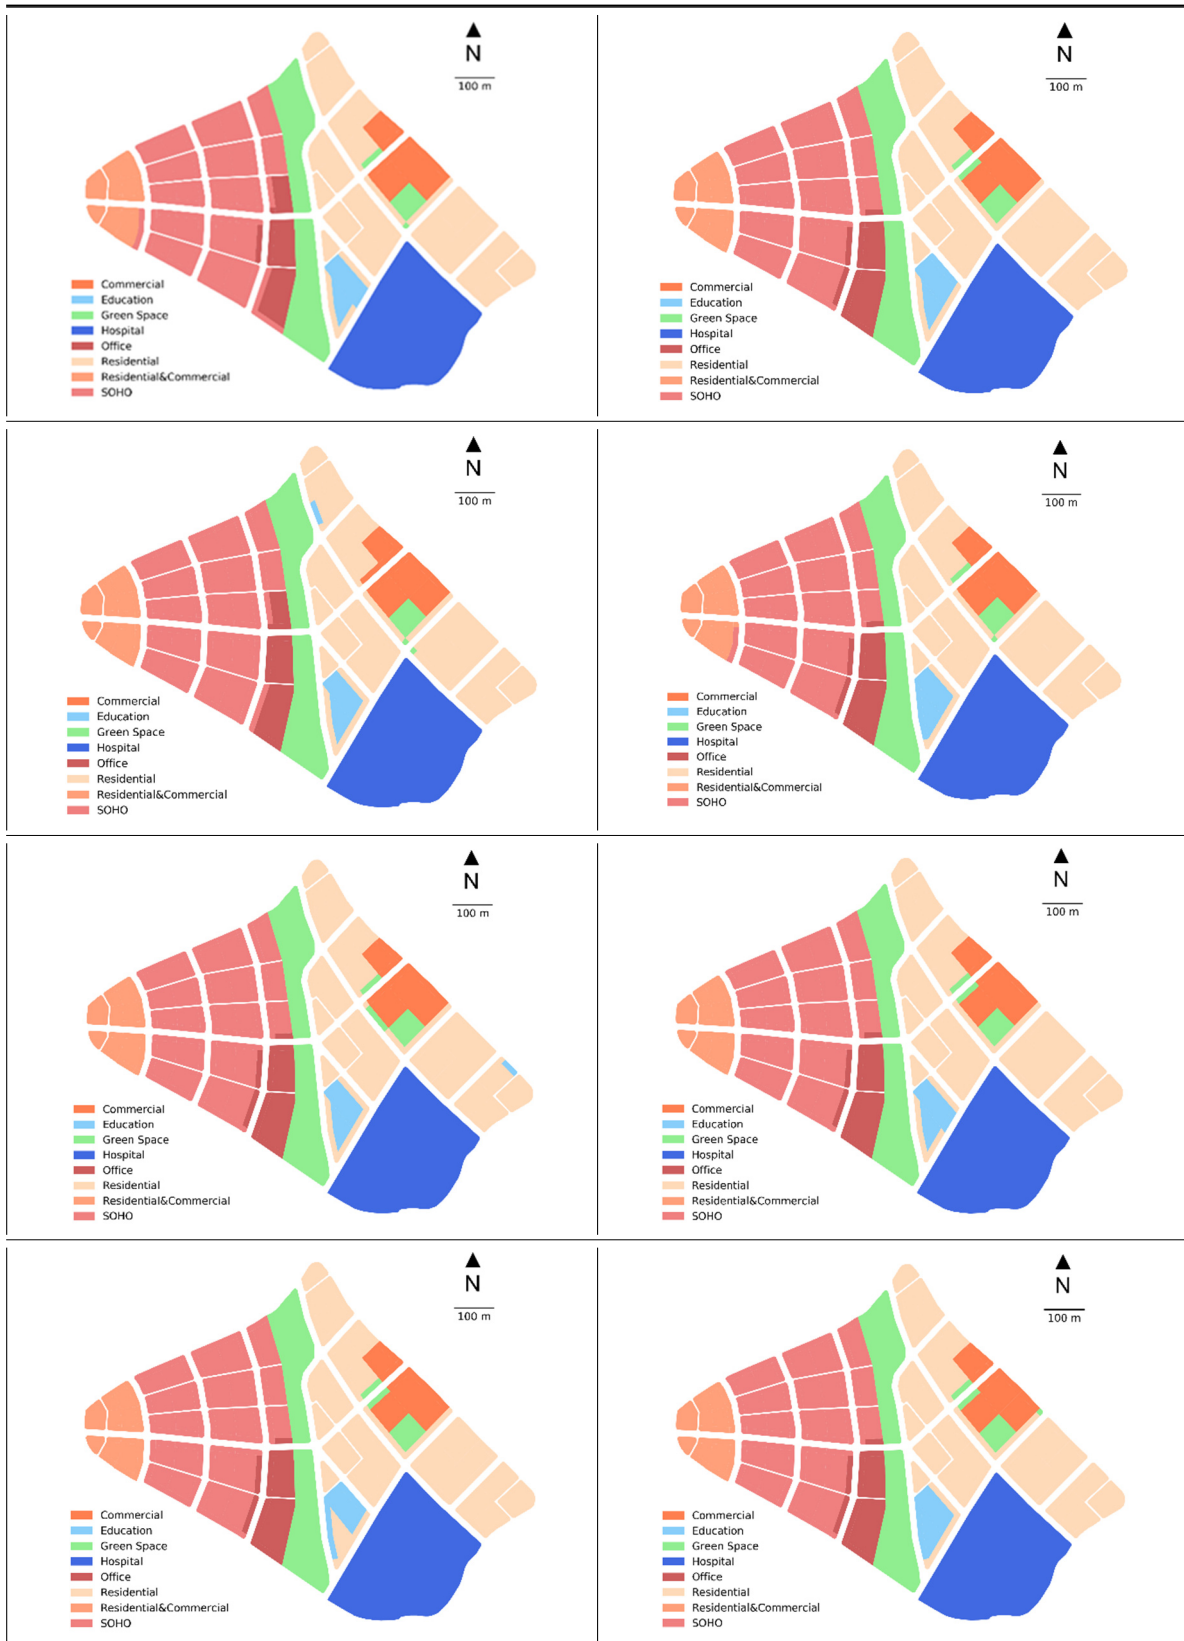 N
100 m
Commercial
Education
Green Space
Hospital
Office
Residential
Residential&Commercial
SOHO
N
100 m
Commercial
Education
Green Space
Hospital
Office
Residential
Residential&Commercial
SOHO
N
100 m
Commercial
Education
Green Space
Hospital
Office
Residential
Residential&Commercial
SOHO
N
100 m
Commercial
Education
Green Space
Hospital
Office
Residential
Residential&Commercial
SOHO
N
100 m
Commercial
Education
Green Space
Hospital
Office
Residential
Residential&Commercial
SOHO
N
100 m
Commercial
Education
Green Space
Hospital
Office
Residential
Residential&Commercial
SOHO
N
100 m
Commercial
Education
Green Space
Hospital
Office
Residential
Residential&Commercial
SOHO
N
100 m
Commercial
Education
Green Space
Hospital
Office
Residential
Residential&Commercial
SOHO